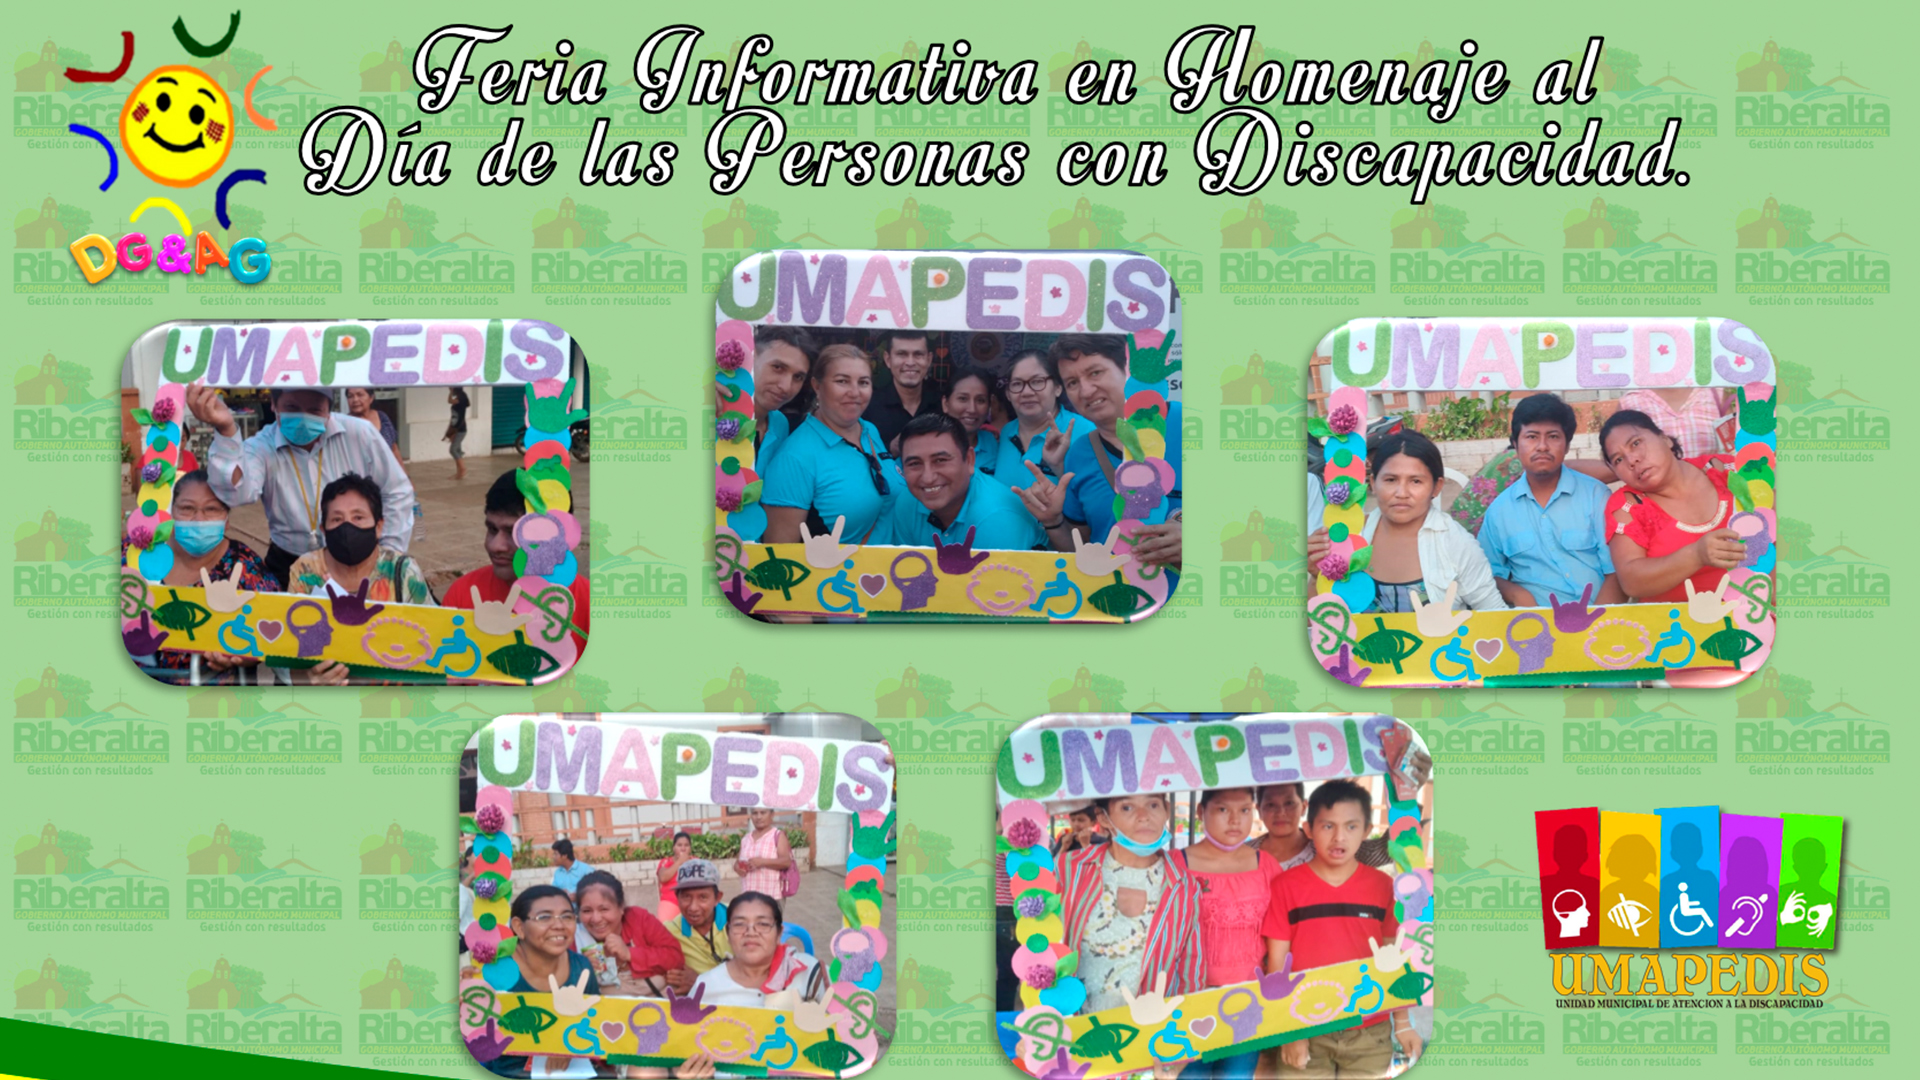 Feria Informativa en Homenaje al
Día de las Personas con Discapacidad.
DG&AG
UMAPEDIS
UMAPEDIS
UMAPEDIS
UMAPEDIS
DGPE
UMAPEDIS
UMAPEDIS
UNIDAD MUNICIPAL DE ATENCION A LA DISCAPACIDAD
Riberalta
GOBIERNO AUTÓNOMO MUNICIPAL
Gestión con resultados